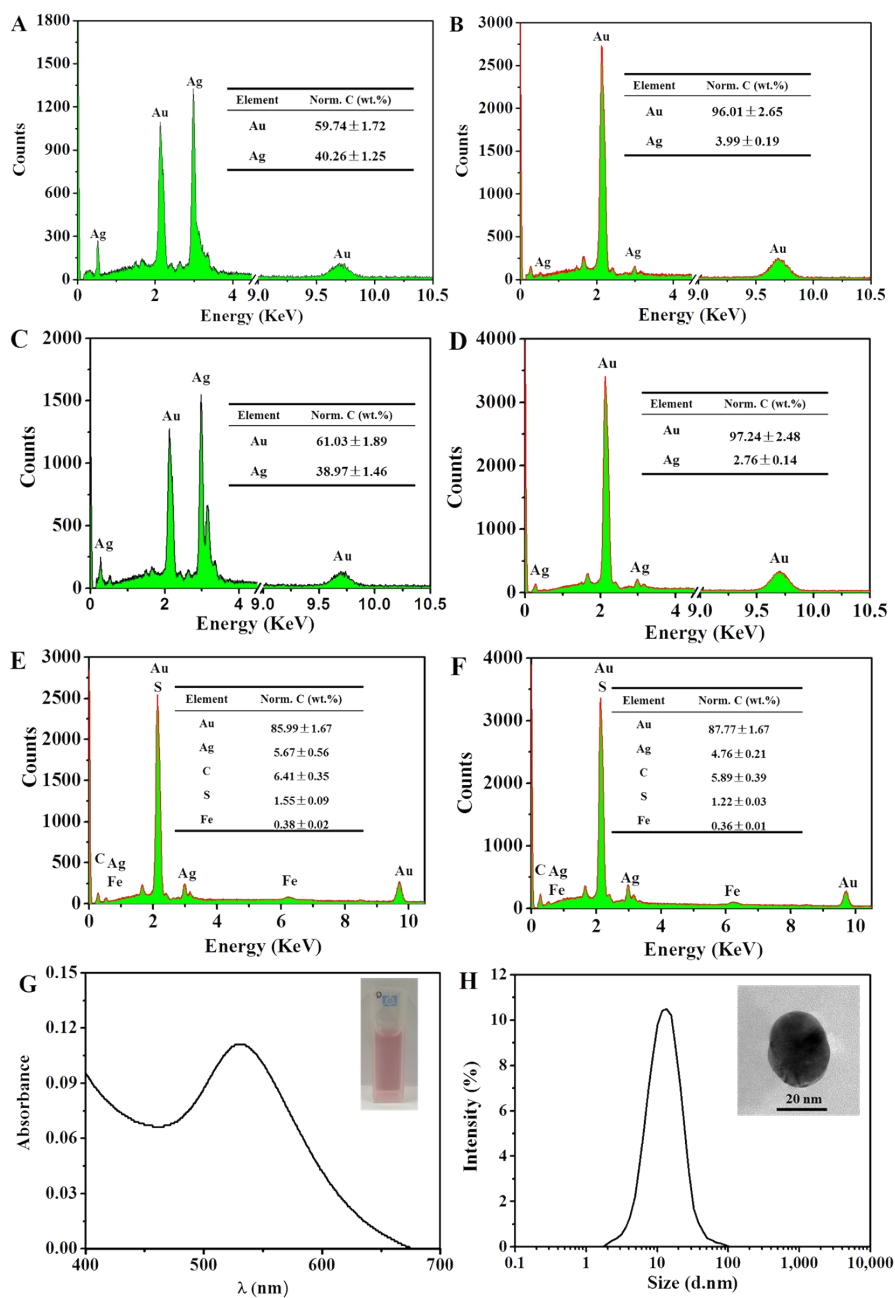 A
1800
1500
1200
900
600
300
0
Counts
Ag
Au
Ag
Au
Element Norm. C (wt.%)
Au 59.74±1.72
Ag 40.26±1.25
0 2 4 9.0 9.5 10.0 10.5
Energy (KeV)
B
3000
2500
2000
1500
1000
500
0
Counts
Au
Ag
Ag
Au
Element Norm. C (wt.%)
Au 96.01±2.65
Ag 3.99±0.19
0 2 4 9.0 9.5 10.0 10.5
Energy (KeV)
C
2000
1500
1000
500
0
Counts
Ag
Au
Ag
Au
Element Norm. C (wt.%)
Au 61.03±1.89
Ag 38.97±1.46
0 2 4 9.0 9.5 10.0 10.5
Energy (KeV)
D
4000
3000
2000
1000
0
Counts
Au
Ag
Ag
Au
Element Norm. C (wt.%)
Au 97.24±2.48
Ag 2.76±0.14
0 2 4 9.0 9.5 10.0 10.5
Energy (KeV)
E
3000
2500
2000
1500
1000
500
0
Counts
Au
S
C Ag
Fe
Ag
Fe
Au
Element Norm. C (wt.%)
Au 85.99±1.67
Ag 5.67±0.56
C 6.41±0.35
S 1.55±0.09
Fe 0.38±0.02
0 2 4 6 8 10
Energy (KeV)
F
4000
3000
2000
1000
0
Counts
Au
S
C Ag
Fe
Ag
Fe
Au
Element Norm. C (wt.%)
Au 87.77±1.67
Ag 4.76±0.21
C 5.89±0.39
S 1.22±0.03
Fe 0.36±0.01
0 2 4 6 8 10
Energy (KeV)
G
0.15
0.12
0.09
0.06
0.03
0.00
Absorbance
400 500 600 700
λ (nm)
H
12
10
8
6
4
2
0
Intensity (%)
20 nm
0.1 1 10 100 1,000 10,000
Size (d.nm)